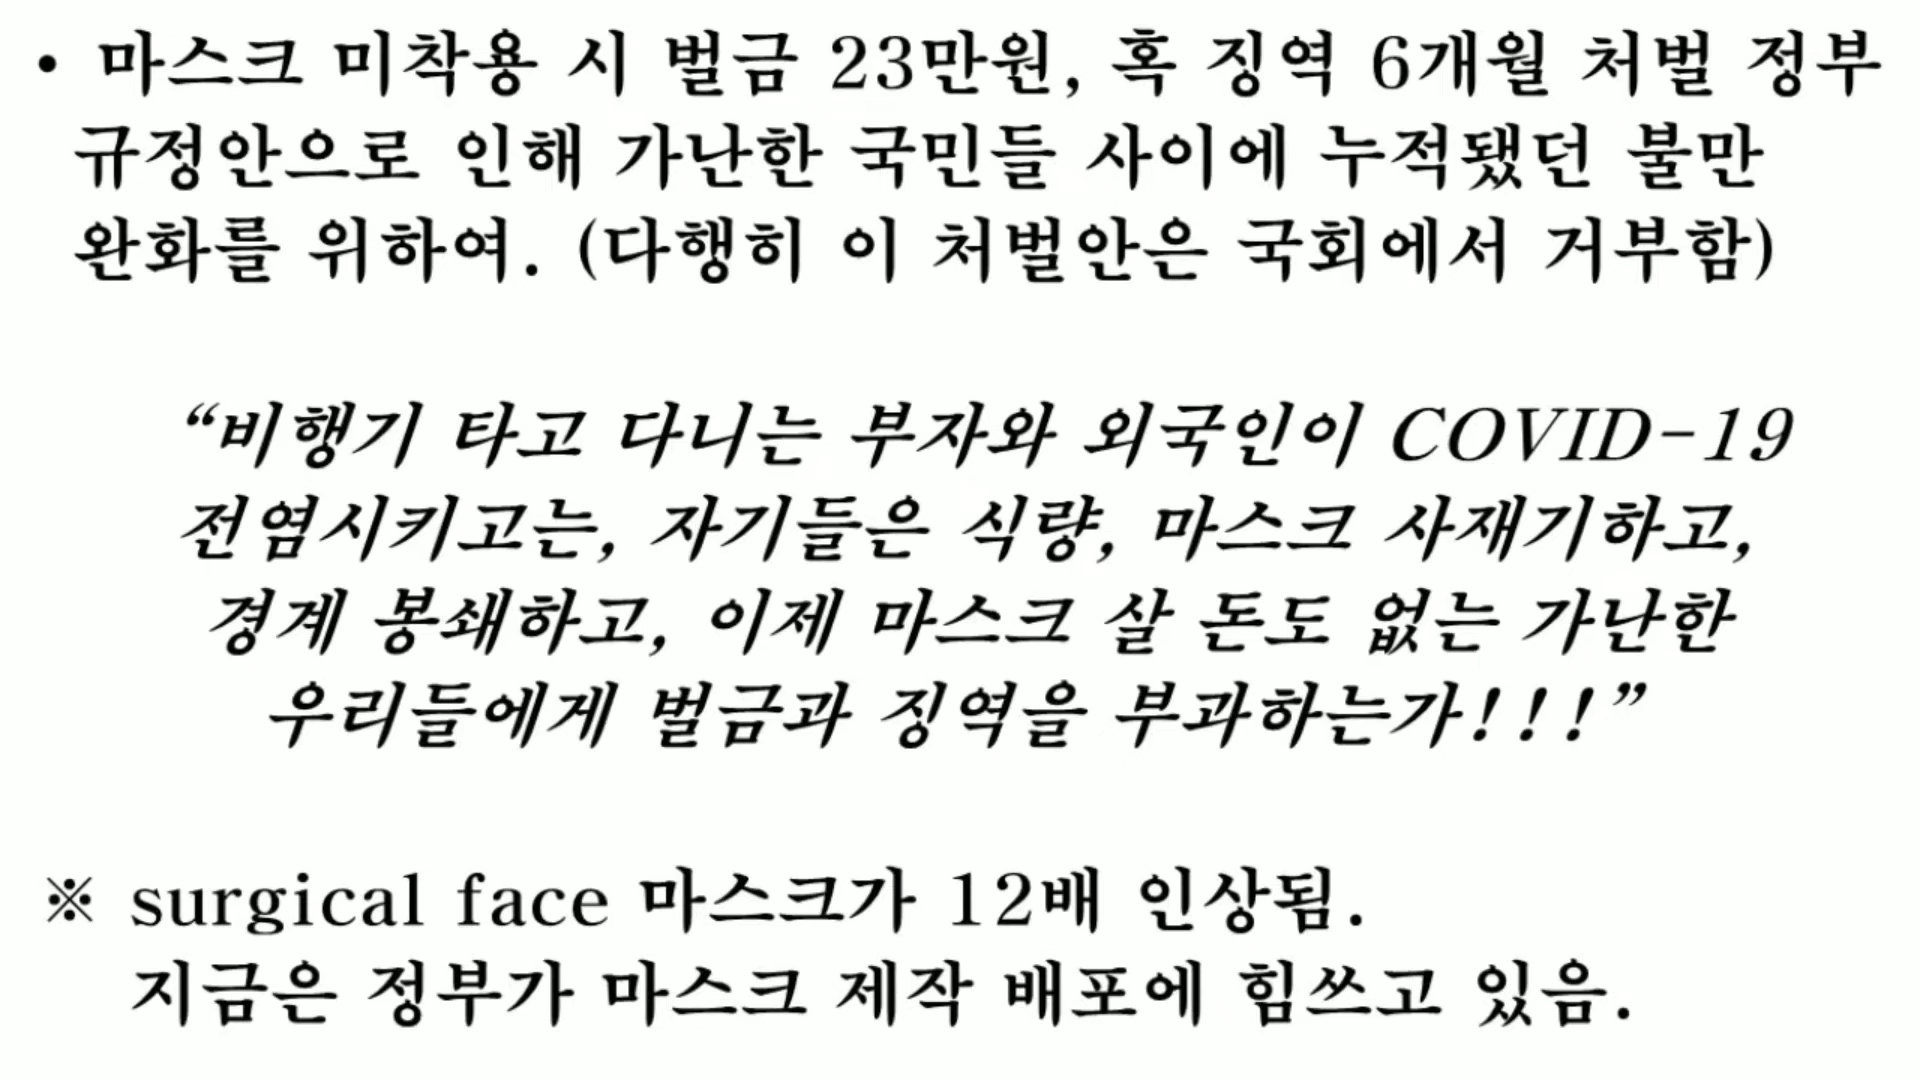 • 마스크 미착용 시 벌금 23만원, 혹 징역 6개월 처벌 정부
규정안으로 인해 가난한 국민들 사이에 누적됐던 불만
완화를 위하여. (다행히 이 처벌안은 국회에서 거부함)
“비행기 타고 다니는 부자와 외국인이 COVID-19
전염시키고는, 자기들은 식량, 마스크 사재기하고,
경계 봉쇄하고, 이제 마스크 살 돈도 없는 가난한
우리들에게 벌금과 징역을 부과하는가!!!”
※ surgical face 마스크가 12배 인상됨.
지금은 정부가 마스크 제작 배포에 힘쓰고 있음.